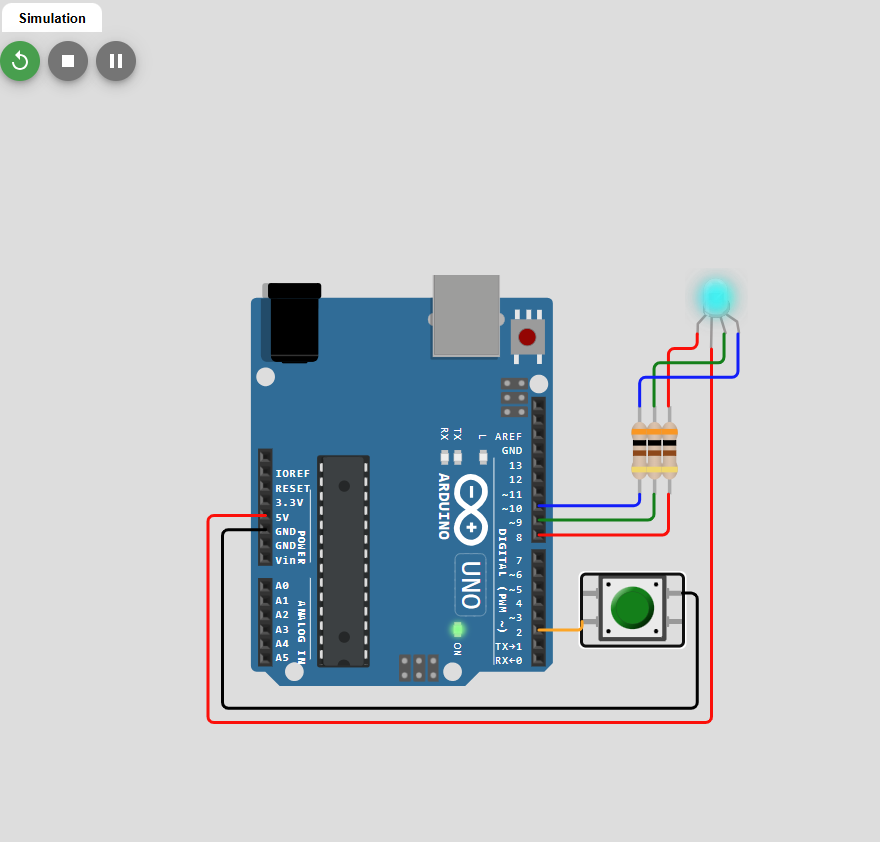 Simulation
RX
TX
L
AREF
GND
13
12
~11
~10
~9
8
IOREF
RESET
3.3V
5V
GND
GND
Vin
POWER
ARDUINO
UNO
DIGITAL (PWM ~)
7
~6
~5
4
~3
2
TX→1
RX←0
A0
A1
A2
A3
A4
A5
ANALOG IN
ON